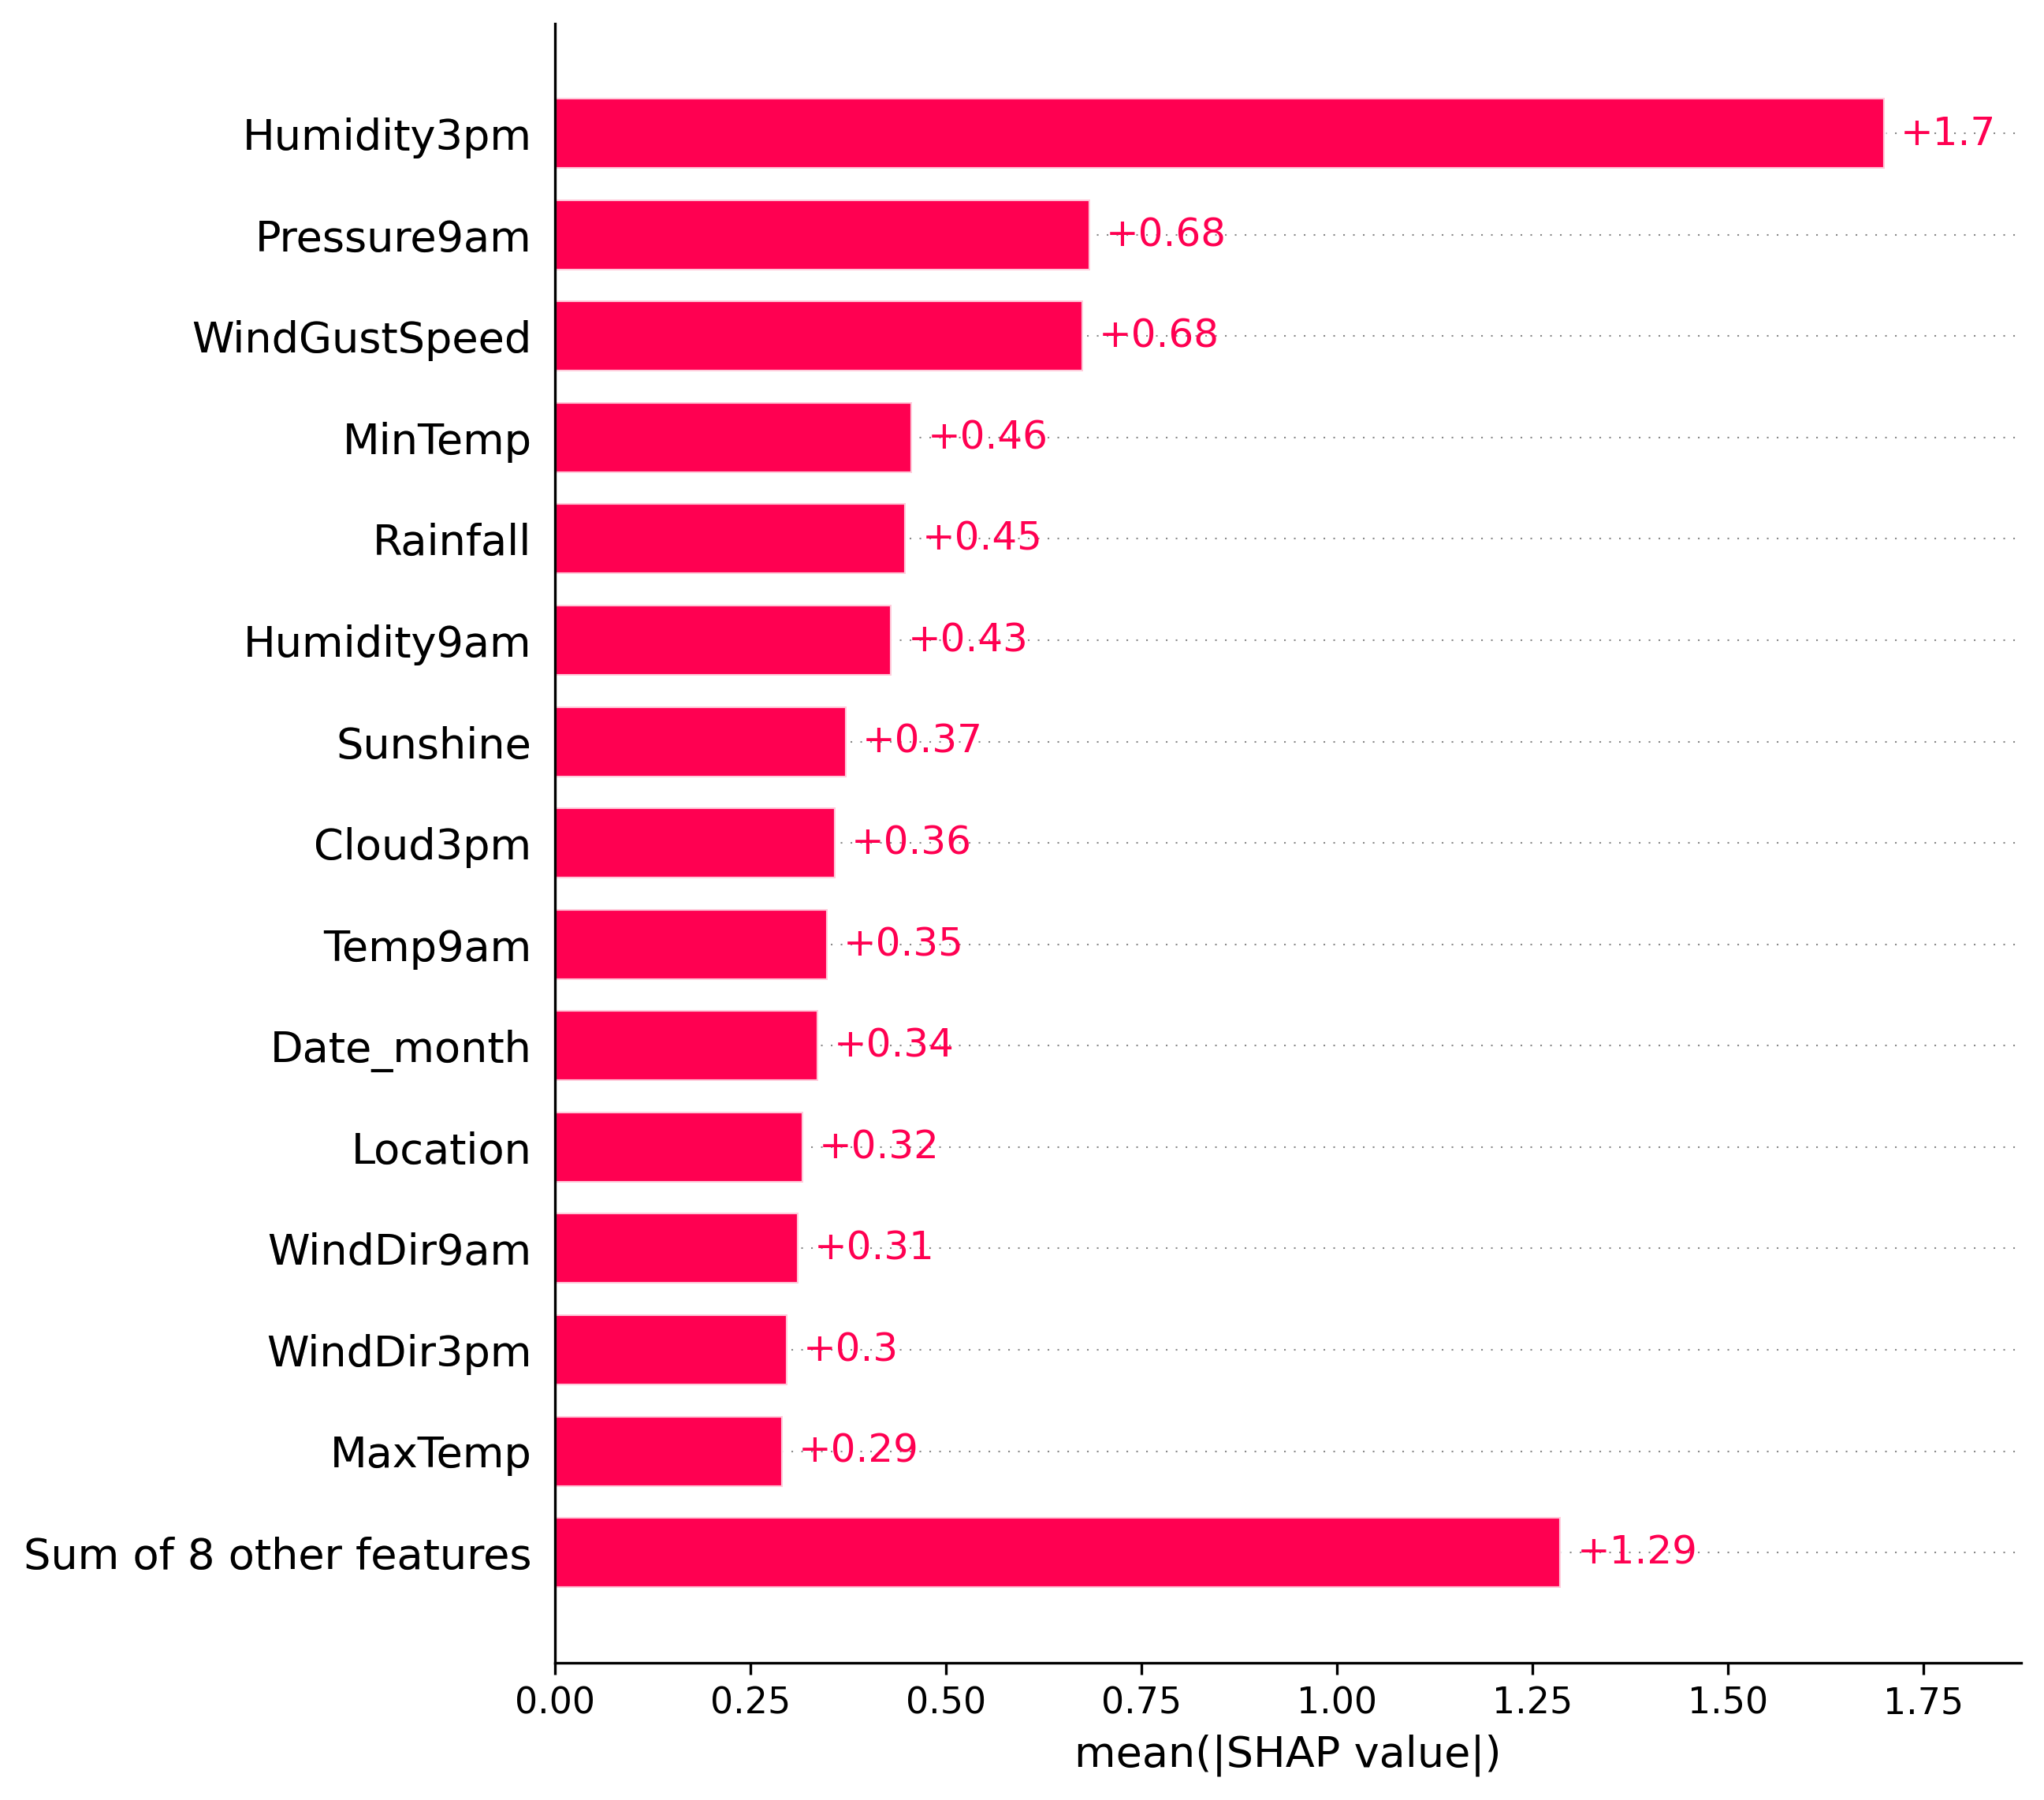 Humidity3pm +1.7
Pressure9am +0.68
WindGustSpeed +0.68
MinTemp +0.46
Rainfall +0.45
Humidity9am +0.43
Sunshine +0.37
Cloud3pm +0.36
Temp9am +0.35
Date_month +0.34
Location +0.32
WindDir9am +0.31
WindDir3pm +0.3
MaxTemp +0.29
Sum of 8 other features +1.29
0.00 0.25 0.50 0.75 1.00 1.25 1.50 1.75
mean(|SHAP value|)